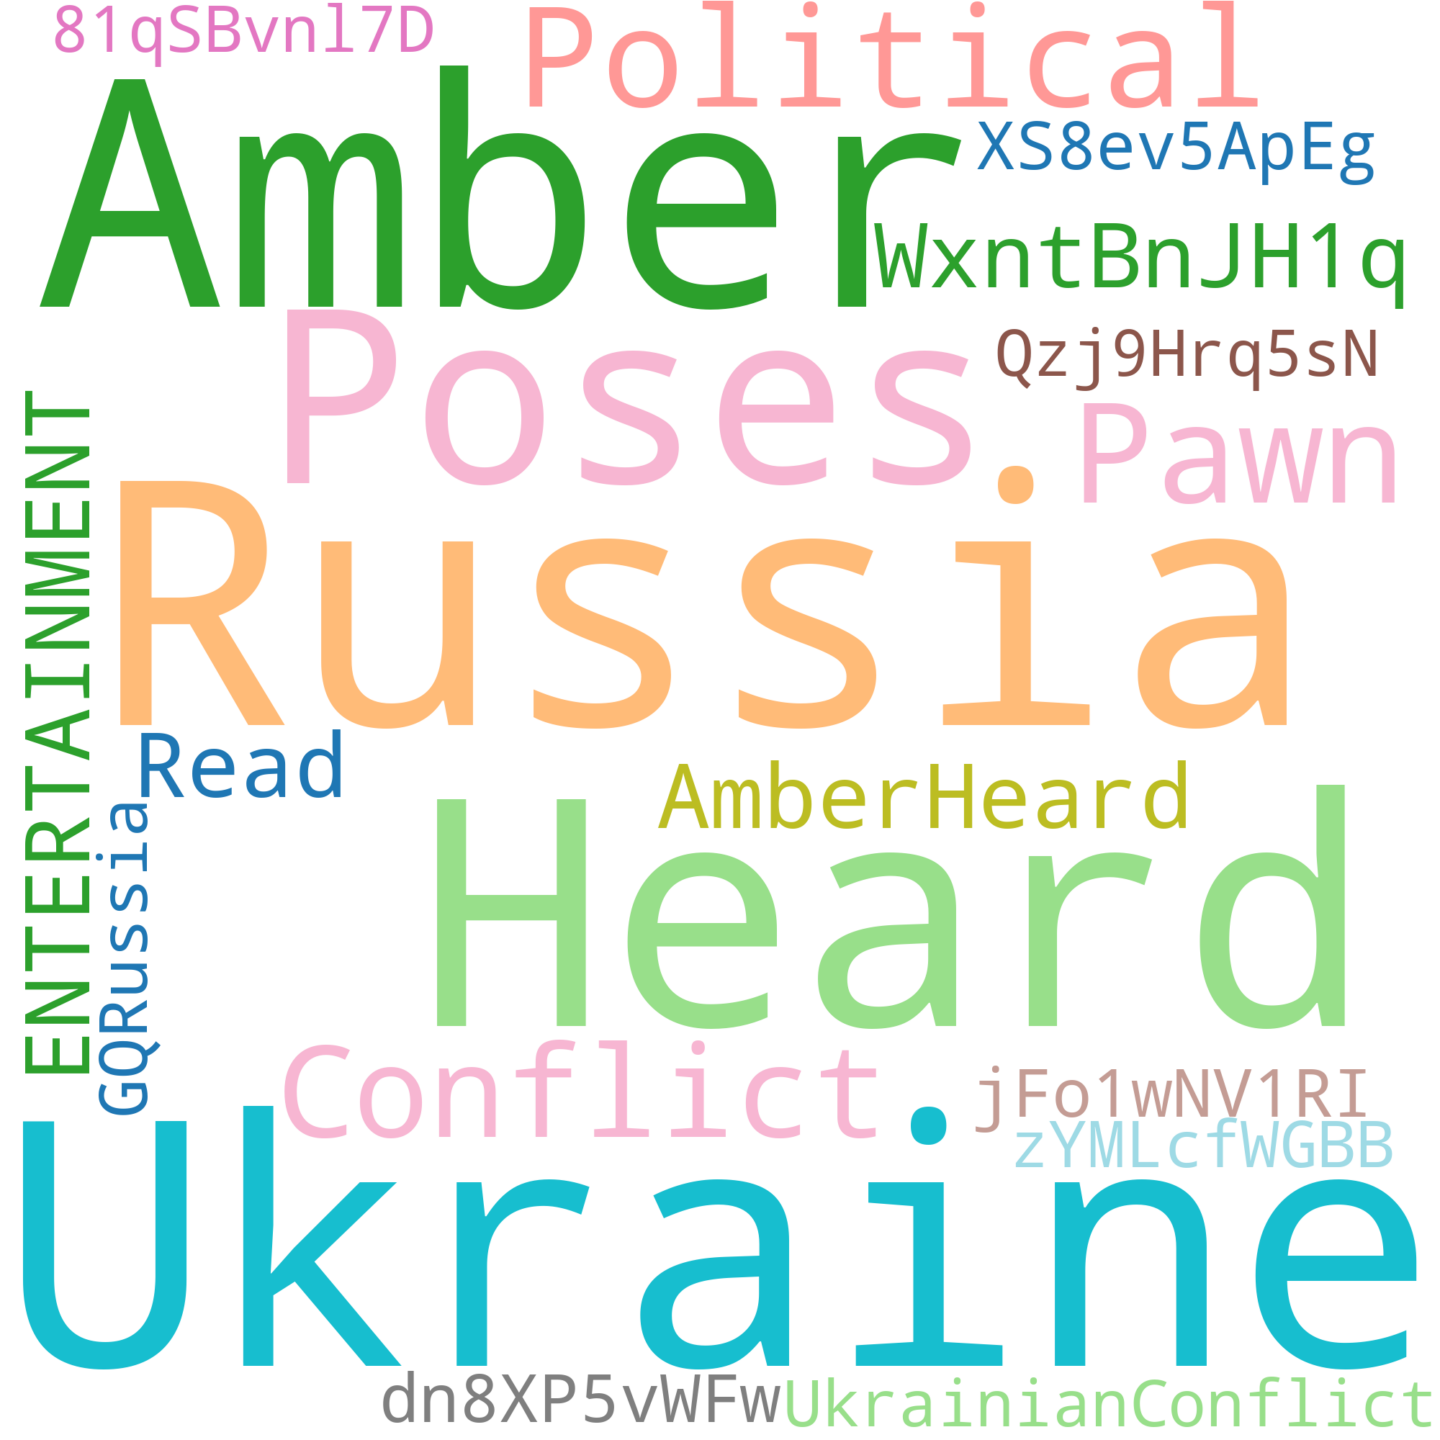 81qSBvnl7D
Political
Amber
XS8ev5ApEg
WxntBnJH1q
Poses
Qzj9Hrq5sN
Pawn
ENTERTAINMENT
Russia
Read
AmberHeard
GQRussia
Heard
Conflict
jFo1wNV1RI
zYMLcfWGBB
Ukraine
dn8XP5vWFw
UkrainianConflict